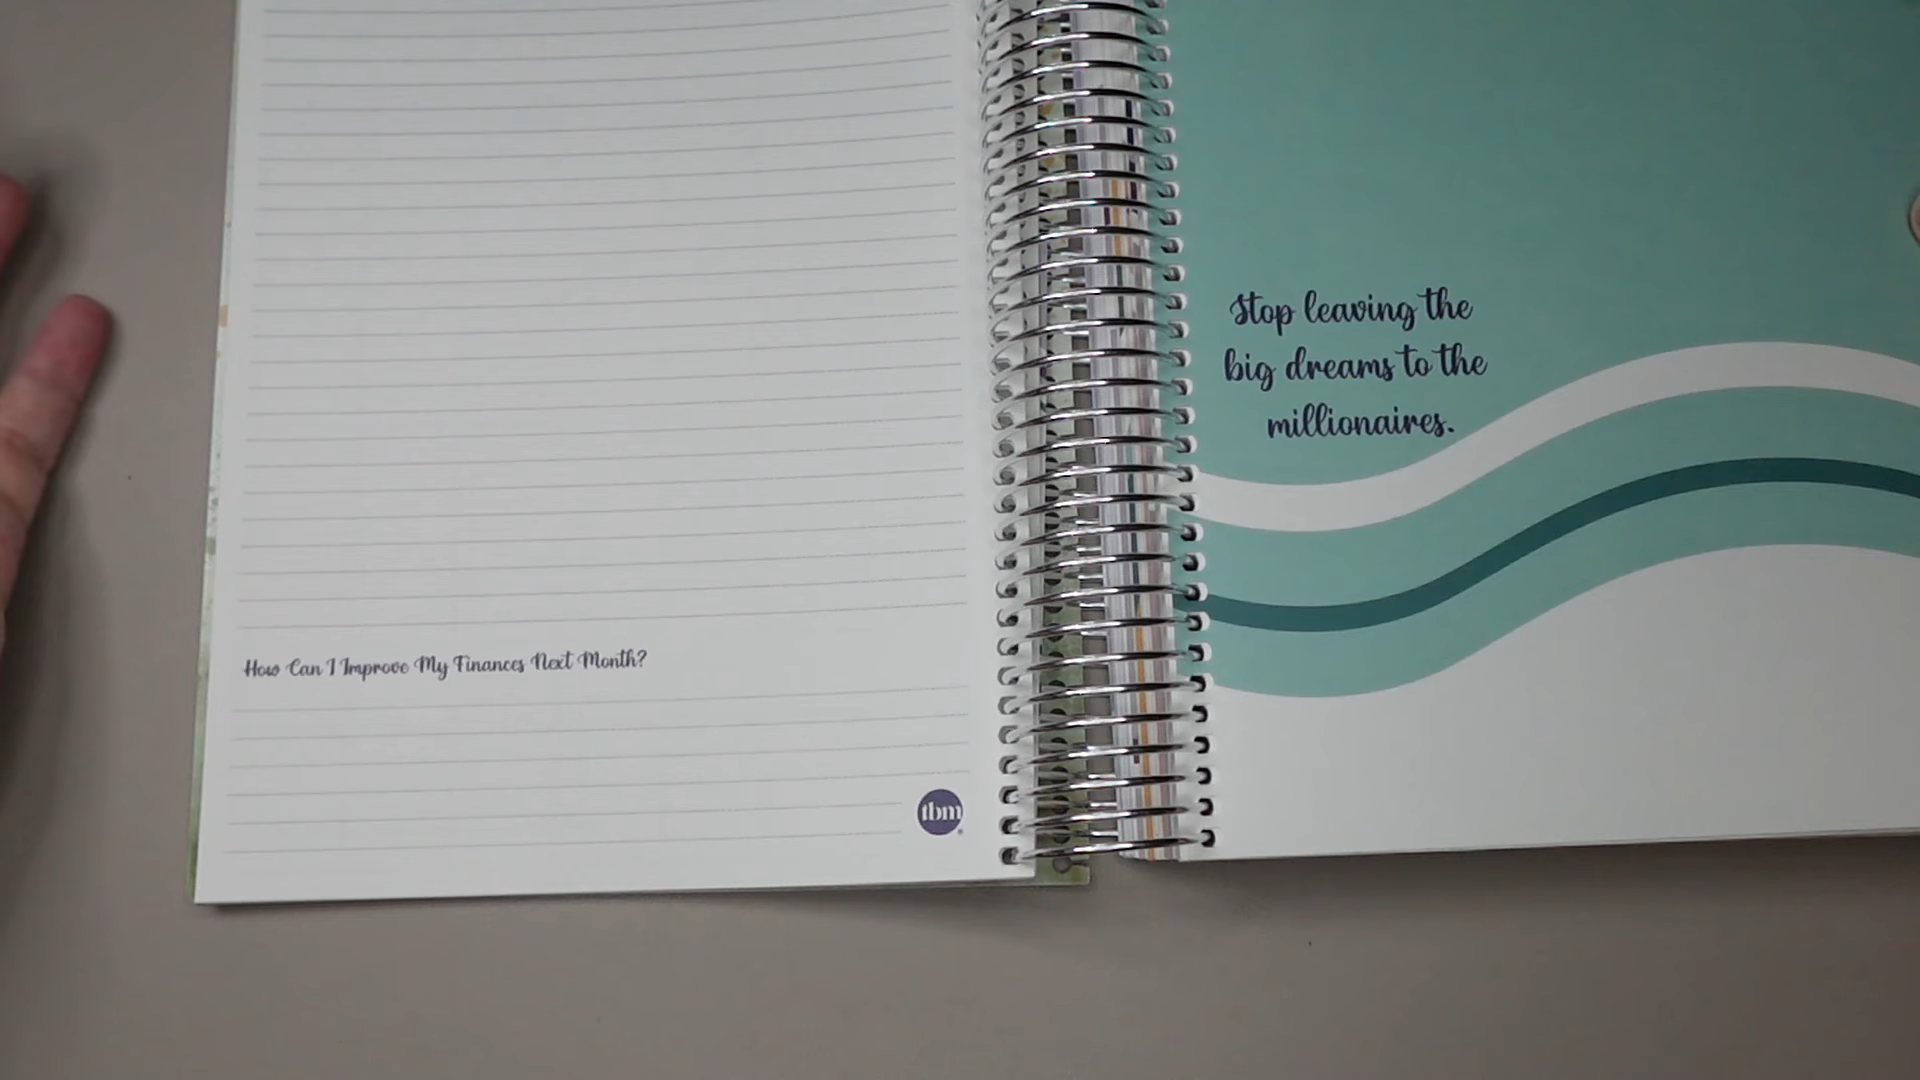 How Can I Improve My Finances Next Month?
tbm
Stop leaving the
big dreams to the
millionaires.